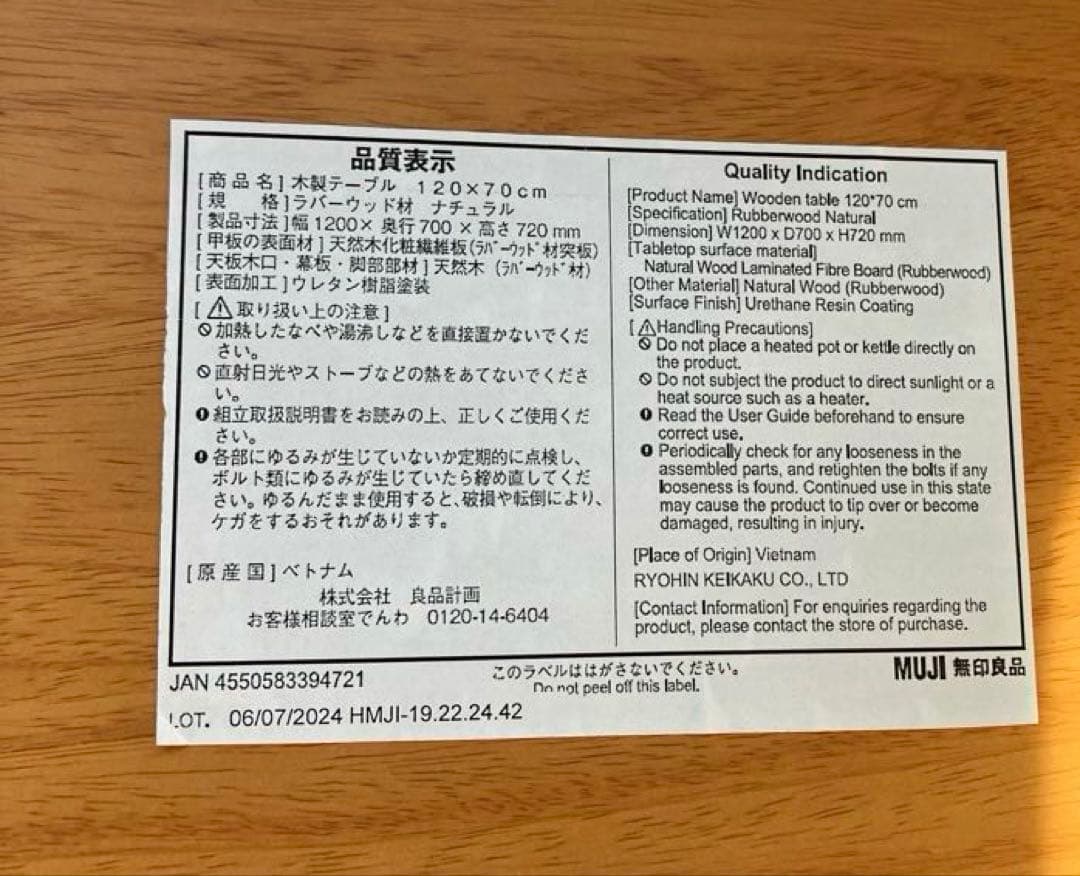 品質表示
[商品名]木製テーブル 120×70cm
[規 格]ラバーウッド材 ナチュラル
[製品寸法]幅1200×奥行700×高さ720mm
[甲板の表面材]天然木化粧繊維板(ﾗﾊﾞｰｳｯﾄﾞ材突板)
[天板木口・幕板・脚部部材]天然木(ﾗﾊﾞｰｳｯﾄﾞ材)
[表面加工]ウレタン樹脂塗装
[⚠取り扱い上の注意]
🛇加熱したなべや湯沸しなどを直接置かないでくだ
さい。
🛇直射日光やストーブなどの熱をあてないでくださ
い。
❶組立取扱説明書をお読みの上、正しくご使用くだ
さい。
❶各部にゆるみが生じていないか定期的に点検し、
ボルト類にゆるみが生じていたら締め直してくだ
さい。ゆるんだまま使用すると、破損や転倒により、
ケガをするおそれがあります。
[原産国]ベトナム
株式会社 良品計画
お客様相談室でんわ 0120-14-6404
Quality Indication
[Product Name] Wooden table 120*70 cm
[Specification] Rubberwood Natural
[Dimension] W1200 x D700 x H720 mm
[Tabletop surface material]
Natural Wood Laminated Fibre Board (Rubberwood)
[Other Material] Natural Wood (Rubberwood)
[Surface Finish] Urethane Resin Coating
[⚠Handling Precautions]
🛇 Do not place a heated pot or kettle directly on
the product.
🛇 Do not subject the product to direct sunlight or a
heat source such as a heater.
❶ Read the User Guide beforehand to ensure
correct use.
❶ Periodically check for any looseness in the
assembled parts, and retighten the bolts if any
looseness is found. Continued use in this state
may cause the product to tip over or become
damaged, resulting in injury.
[Place of Origin] Vietnam
RYOHIN KEIKAKU CO., LTD
[Contact Information] For enquiries regarding the
product, please contact the store of purchase.
JAN 4550583394721
このラベルははがさないでください。
Do not peel off this label.
MUJI 無印良品
LOT. 06/07/2024 HMJI-19.22.24.42